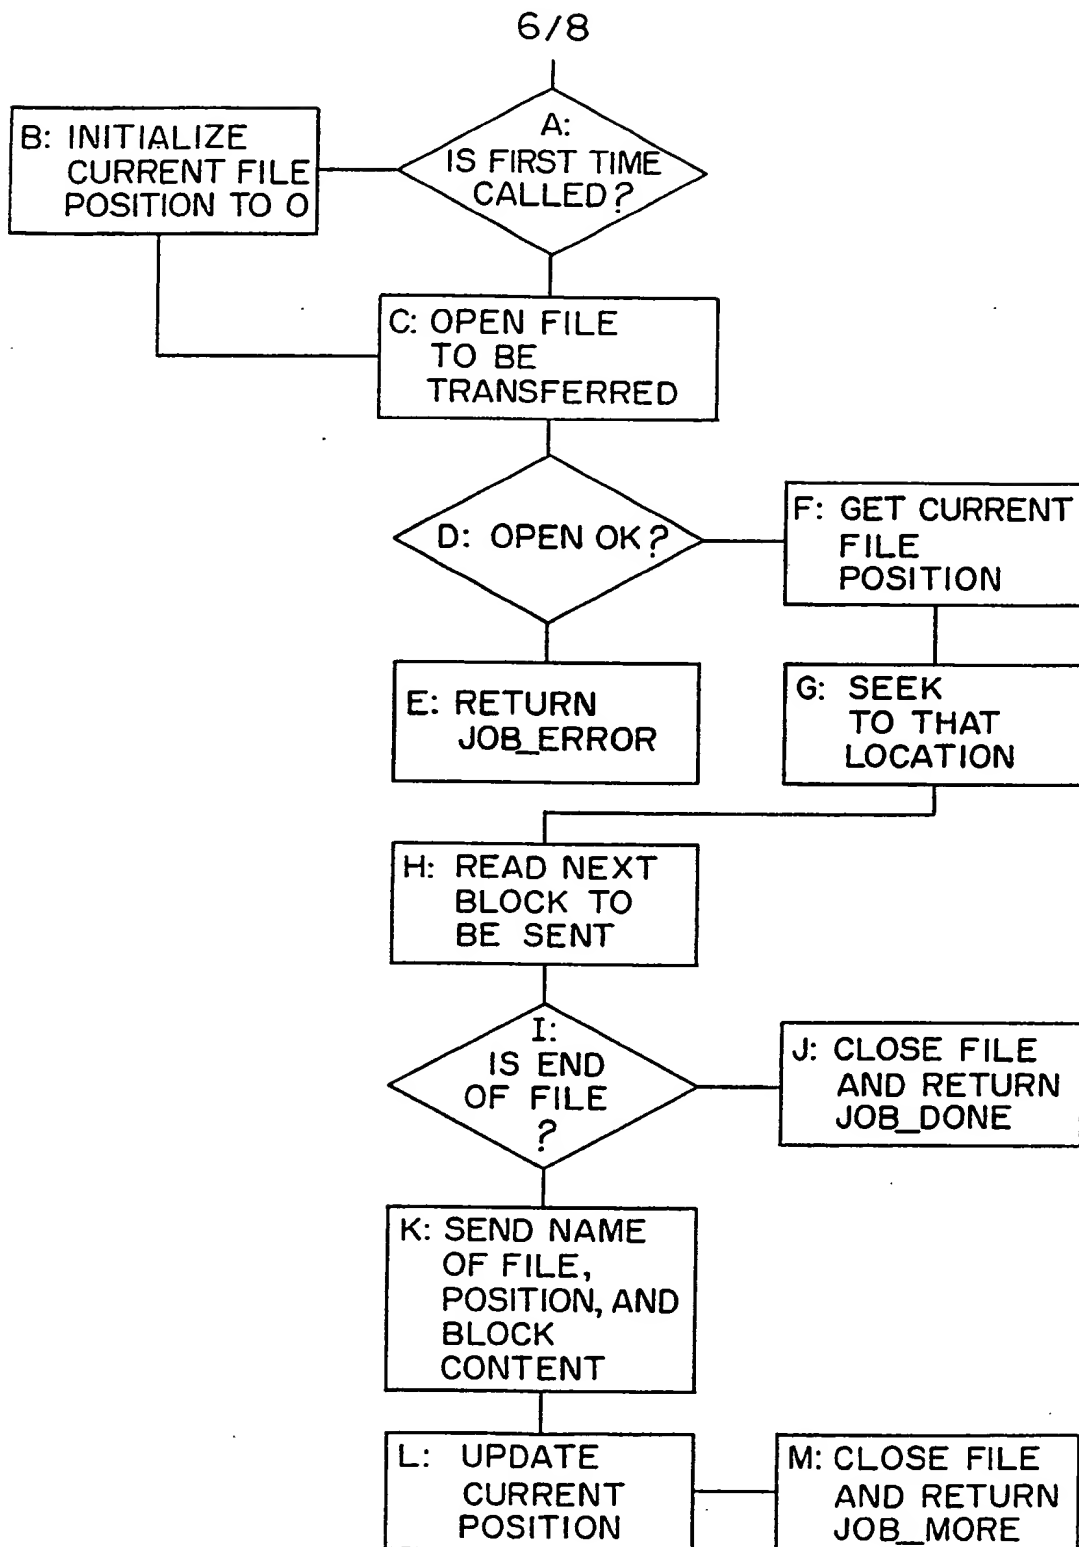 6/8
A:
IS FIRST TIME
CALLED?
B: INITIALIZE
CURRENT FILE
POSITION TO 0
C: OPEN FILE
TO BE
TRANSFERRED
D: OPEN OK?
F: GET CURRENT
FILE
POSITION
E: RETURN
JOB_ERROR
G: SEEK
TO THAT
LOCATION
H: READ NEXT
BLOCK TO
BE SENT
I:
IS END
OF FILE
?
J: CLOSE FILE
AND RETURN
JOB_DONE
K: SEND NAME
OF FILE,
POSITION, AND
BLOCK
CONTENT
L: UPDATE
CURRENT
POSITION
M: CLOSE FILE
AND RETURN
JOB_MORE